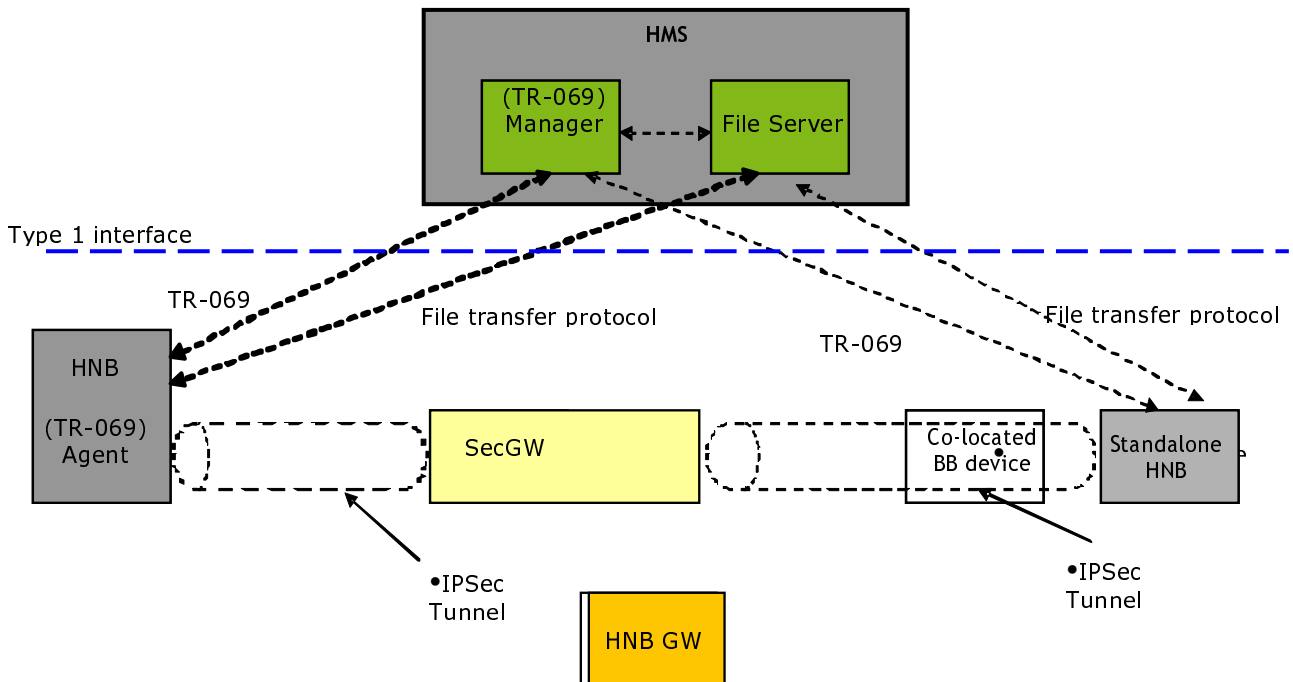 HMS
(TR-069)
Manager
File Server
Type 1 interface
TR-069
File transfer protocol
File transfer protocol
TR-069
HNB
(TR-069)
Agent
SecGW
Co-located
BB device
Standalone
HNB
•IPSec
Tunnel
•IPSec
Tunnel
HNB GW